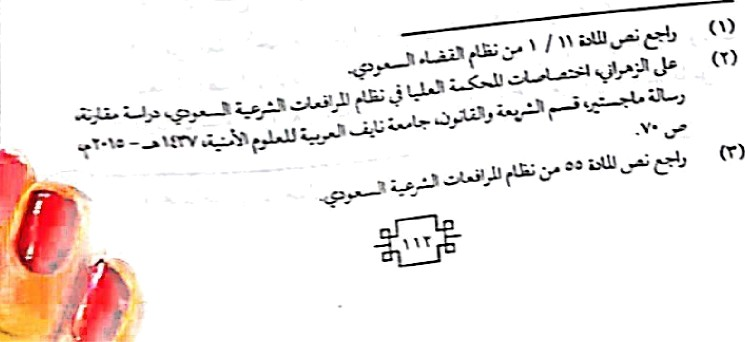 (١) راجع نص المادة ١١ / ١ من نظام القضاء السعودي.
(٢) على الزهراني، اختصاصات المحكمة العليا في نظام المرافعات الشرعية السعودي، دراسة مقارنة،
رسالة ماجستير، قسم الشريعة والقانون، جامعة نايف العربية للعلوم الأمنية، ١٤٣٧هـ - ٢٠١٥م،
ص ٧٠.
(٣) راجع نص المادة ٥٥ من نظام المرافعات الشرعية السعودي.
١١٢